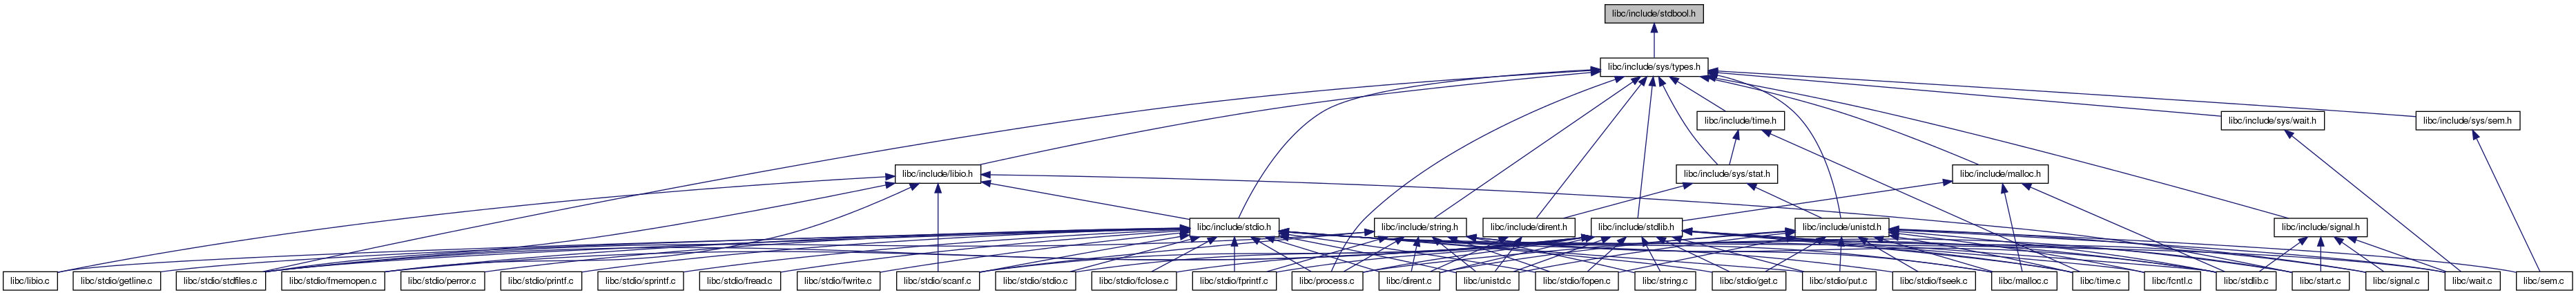 libc/include/stdbool.h
libc/include/sys/types.h
libc/include/time.h
libc/include/sys/wait.h
libc/include/sys/sem.h
libc/include/libio.h
libc/include/sys/stat.h
libc/include/malloc.h
libc/include/stdio.h
libc/include/string.h
libc/include/dirent.h
libc/include/stdlib.h
libc/include/unistd.h
libc/include/signal.h
libc/libio.c
libc/stdio/getline.c
libc/stdio/stdfiles.c
libc/stdio/fmemopen.c
libc/stdio/perror.c
libc/stdio/printf.c
libc/stdio/sprintf.c
libc/stdio/fread.c
libc/stdio/fwrite.c
libc/stdio/scanf.c
libc/stdio/stdio.c
libc/stdio/fclose.c
libc/stdio/fprintf.c
libc/process.c
libc/dirent.c
libc/unistd.c
libc/stdio/fopen.c
libc/string.c
libc/stdio/get.c
libc/stdio/put.c
libc/stdio/fseek.c
libc/malloc.c
libc/time.c
libc/fcntl.c
libc/stdlib.c
libc/start.c
libc/signal.c
libc/wait.c
libc/sem.c